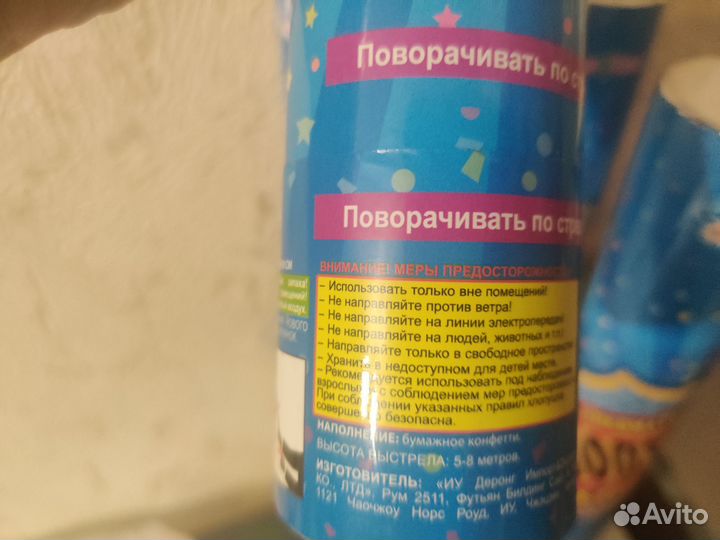 Поворачивать по
Поворачивать по
ВНИМАНИЕ! МЕРЫ ПРЕДОСТОРОЖНОСТИ
– Использовать только вне помещений!
– Не направляйте против ветра!
– Не направляйте на линии электропередач!
– Не направляйте на людей, животных и т.п.!
– Направляйте только в свободное пространство
– Храните в недоступном для детей месте.
– Рекомендуется использовать под наблюдением
взрослых с соблюдением мер предосторожности
При соблюдении указанных правил хлопушка
совершенно безопасна.
НАПОЛНЕНИЕ: бумажное конфетти.
ВЫСОТА ВЫСТРЕЛА: 5-8 метров.
ИЗГОТОВИТЕЛЬ: «ИУ Деронг Импорт
КО., ЛТД», Рум 2511, Футьян Билдинг
1121 Чаочжоу Норс Роуд, ИУ,
Avito